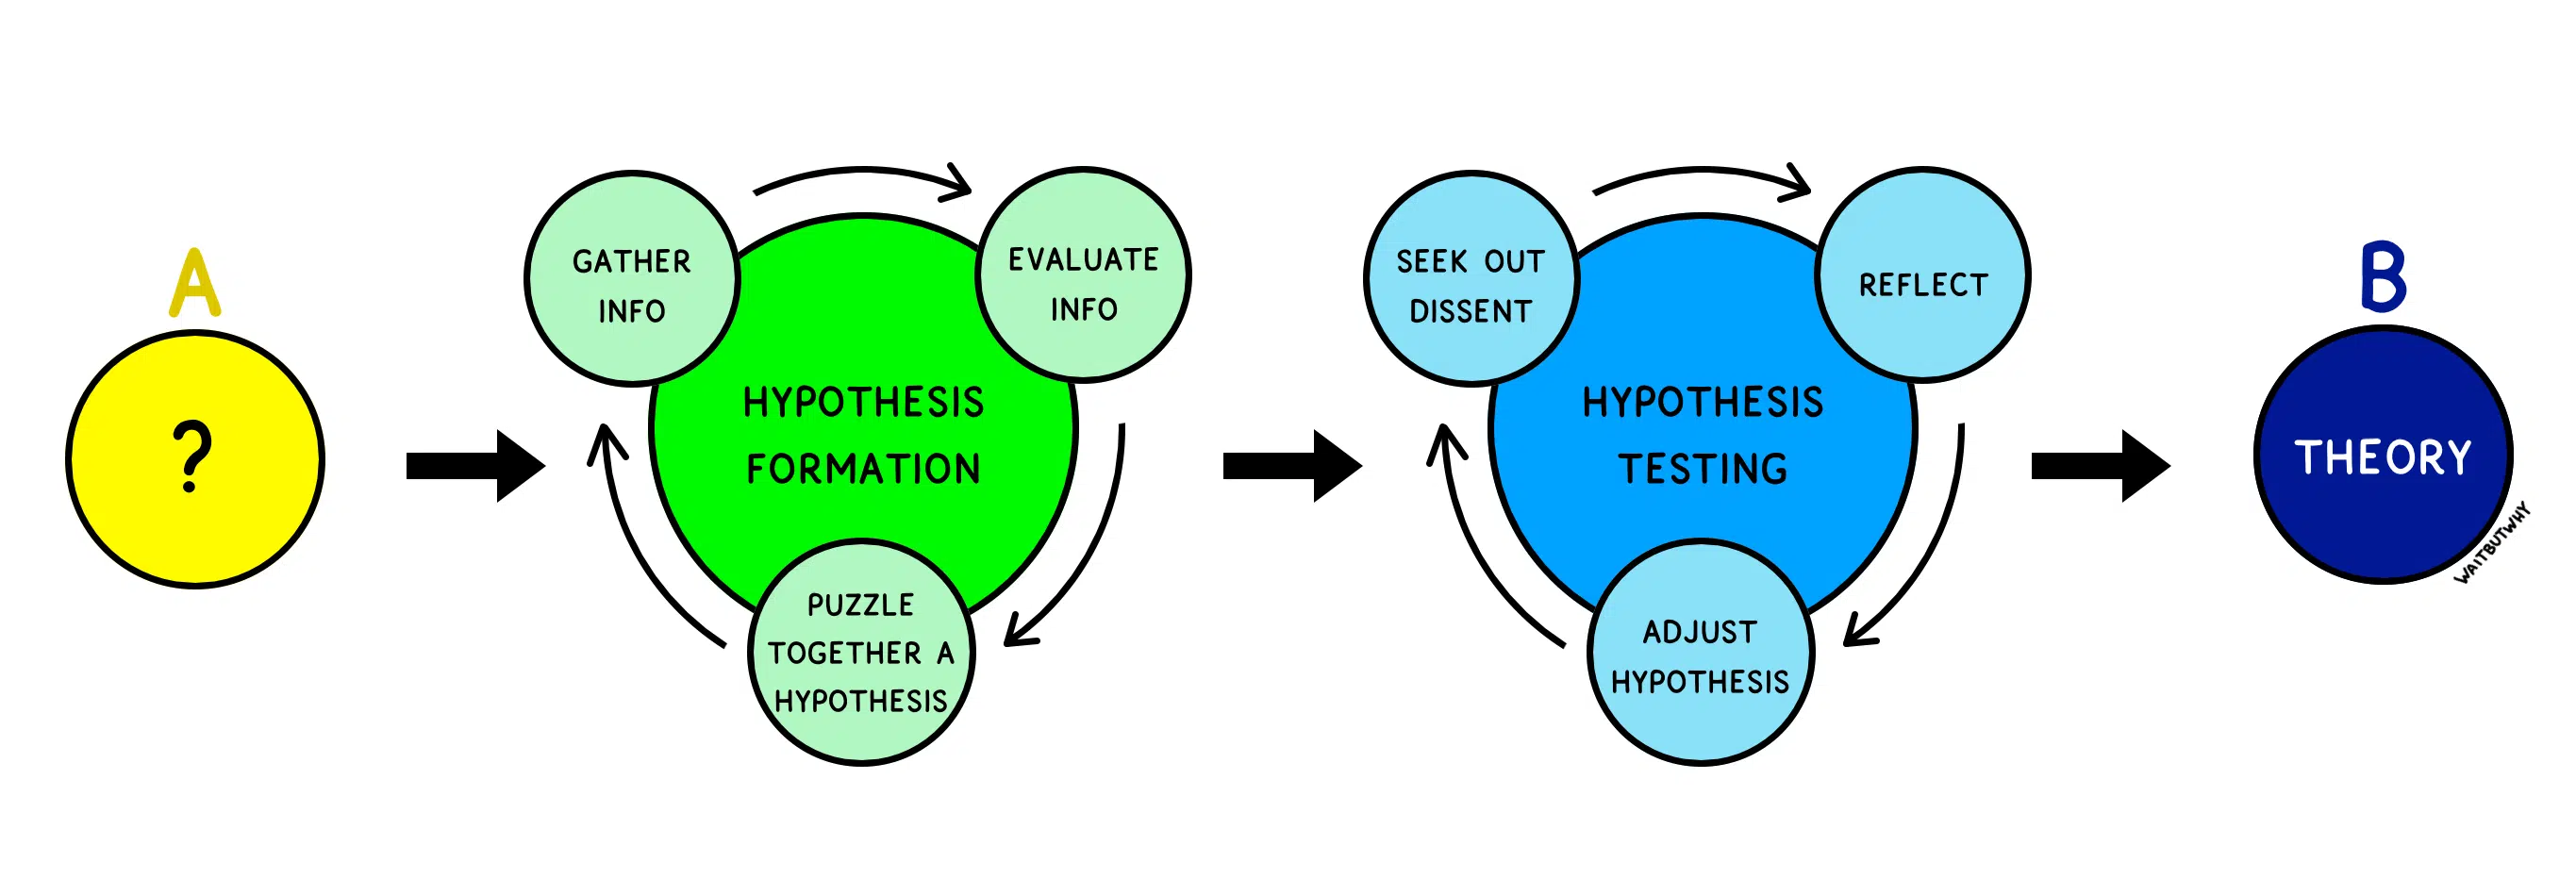 A
?
GATHER
INFO
EVALUATE
INFO
HYPOTHESIS
FORMATION
PUZZLE
TOGETHER A
HYPOTHESIS
SEEK OUT
DISSENT
REFLECT
HYPOTHESIS
TESTING
ADJUST
HYPOTHESIS
B
THEORY
WAITBUTWHY